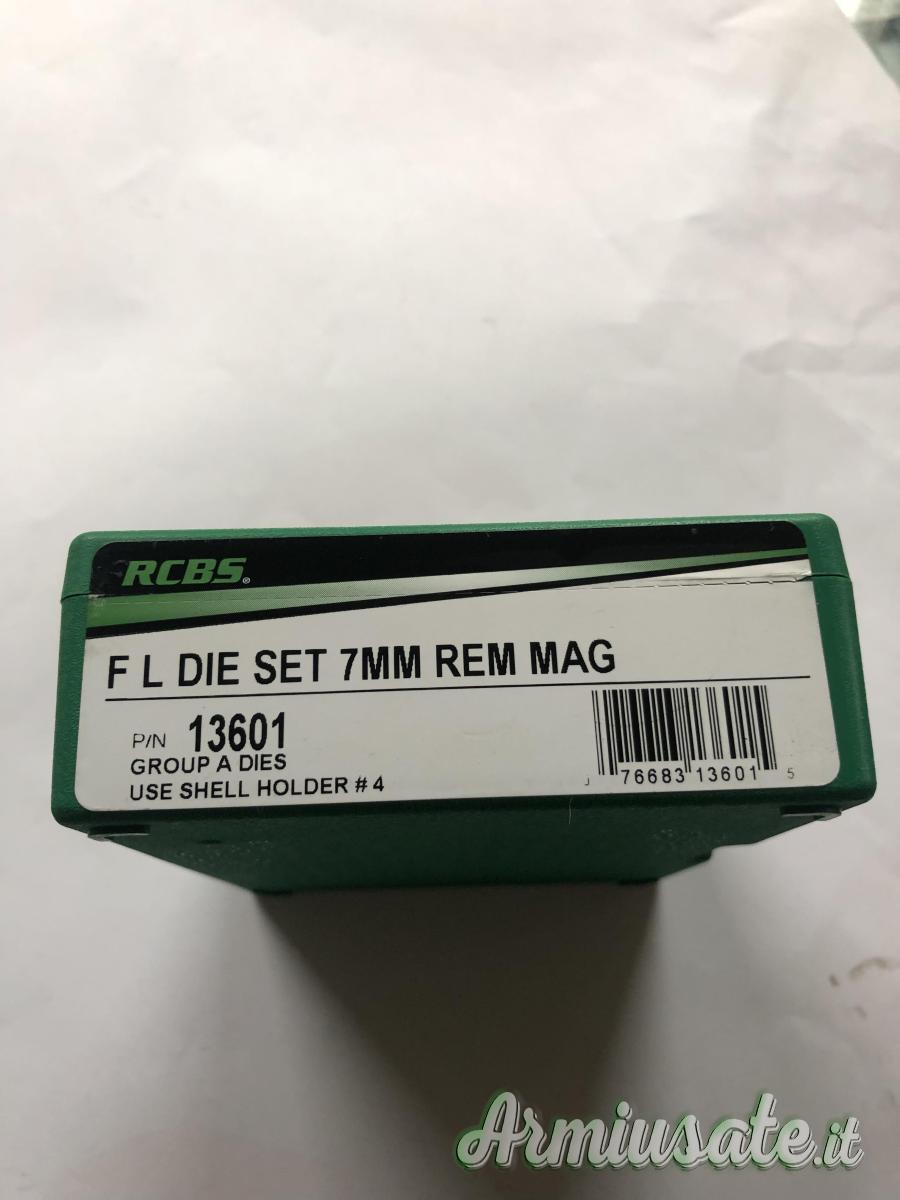 RCBS®
F L DIE SET 7MM REM MAG
P/N 13601
GROUP A DIES
USE SHELL HOLDER # 4
J 76683 13601 5
Armiusate.it